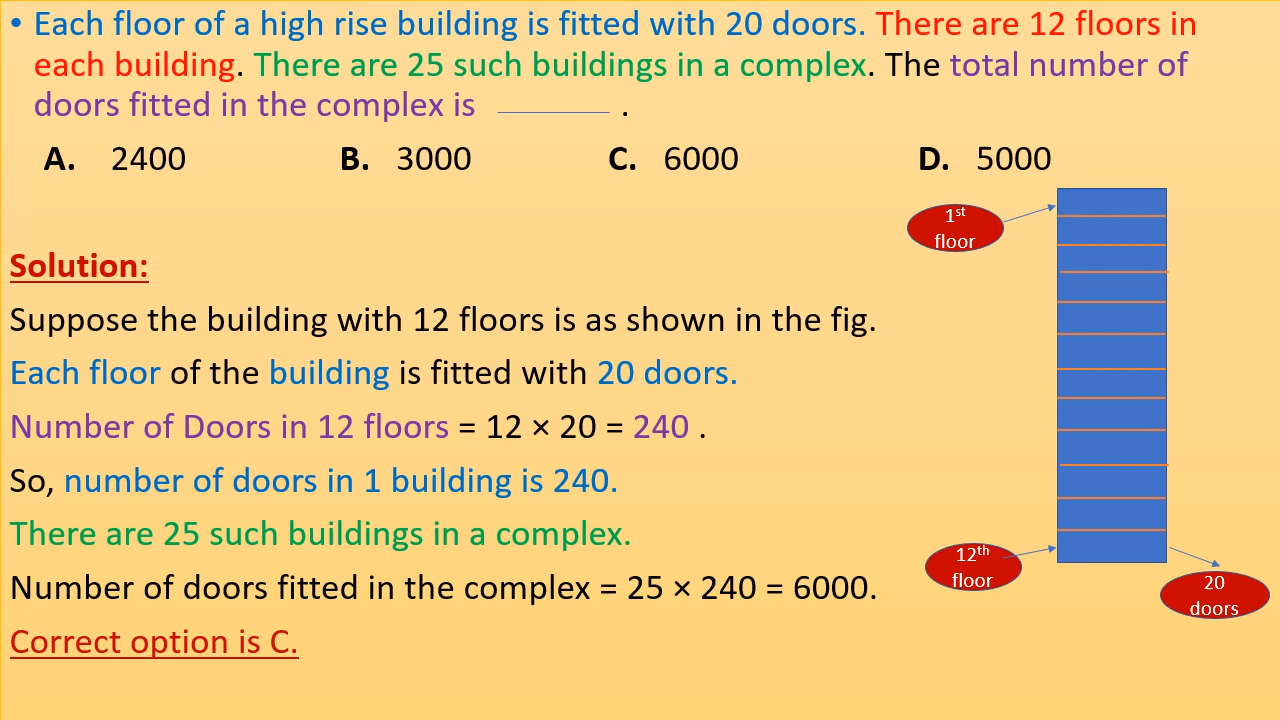 • Each floor of a high rise building is fitted with 20 doors. There are 12 floors in
each building. There are 25 such buildings in a complex. The total number of
doors fitted in the complex is ________ .
A. 2400 B. 3000 C. 6000 D. 5000
1st
floor
Solution:
Suppose the building with 12 floors is as shown in the fig.
Each floor of the building is fitted with 20 doors.
Number of Doors in 12 floors = 12 × 20 = 240 .
So, number of doors in 1 building is 240.
There are 25 such buildings in a complex.
12th
floor
20
doors
Number of doors fitted in the complex = 25 × 240 = 6000.
Correct option is C.